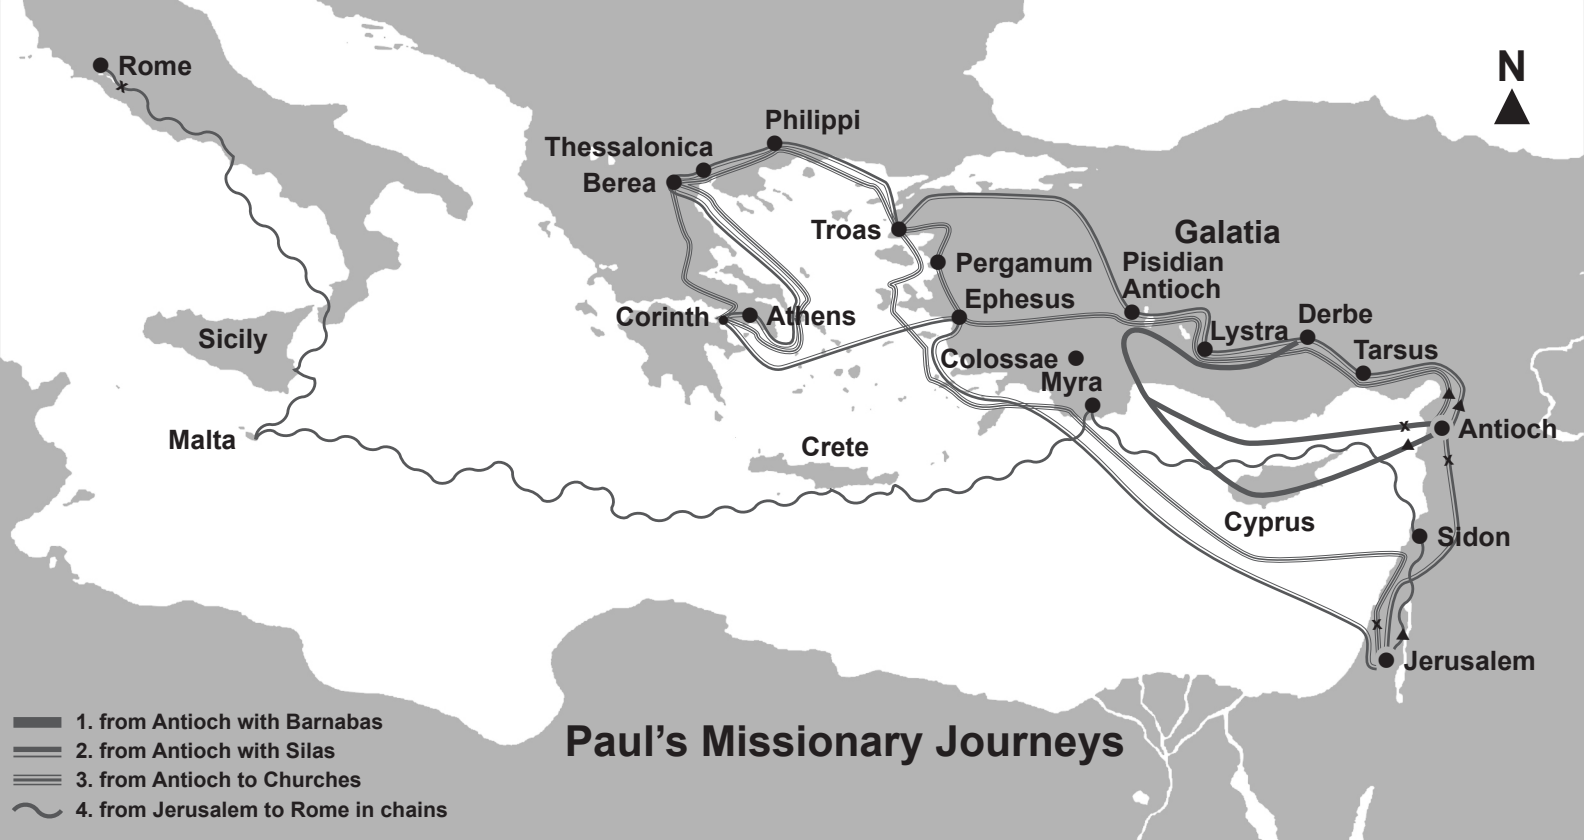 Rome
N
Philippi
Thessalonica
Berea
Troas
Galatia
Pergamum
Pisidian
Antioch
Ephesus
Corinth
Athens
Lystra
Derbe
Sicily
Colossae
Tarsus
Myra
Malta
Crete
x
Antioch
x
Cyprus
Sidon
x
Jerusalem
x
Paul’s Missionary Journeys
1. from Antioch with Barnabas
2. from Antioch with Silas
3. from Antioch to Churches
4. from Jerusalem to Rome in chains